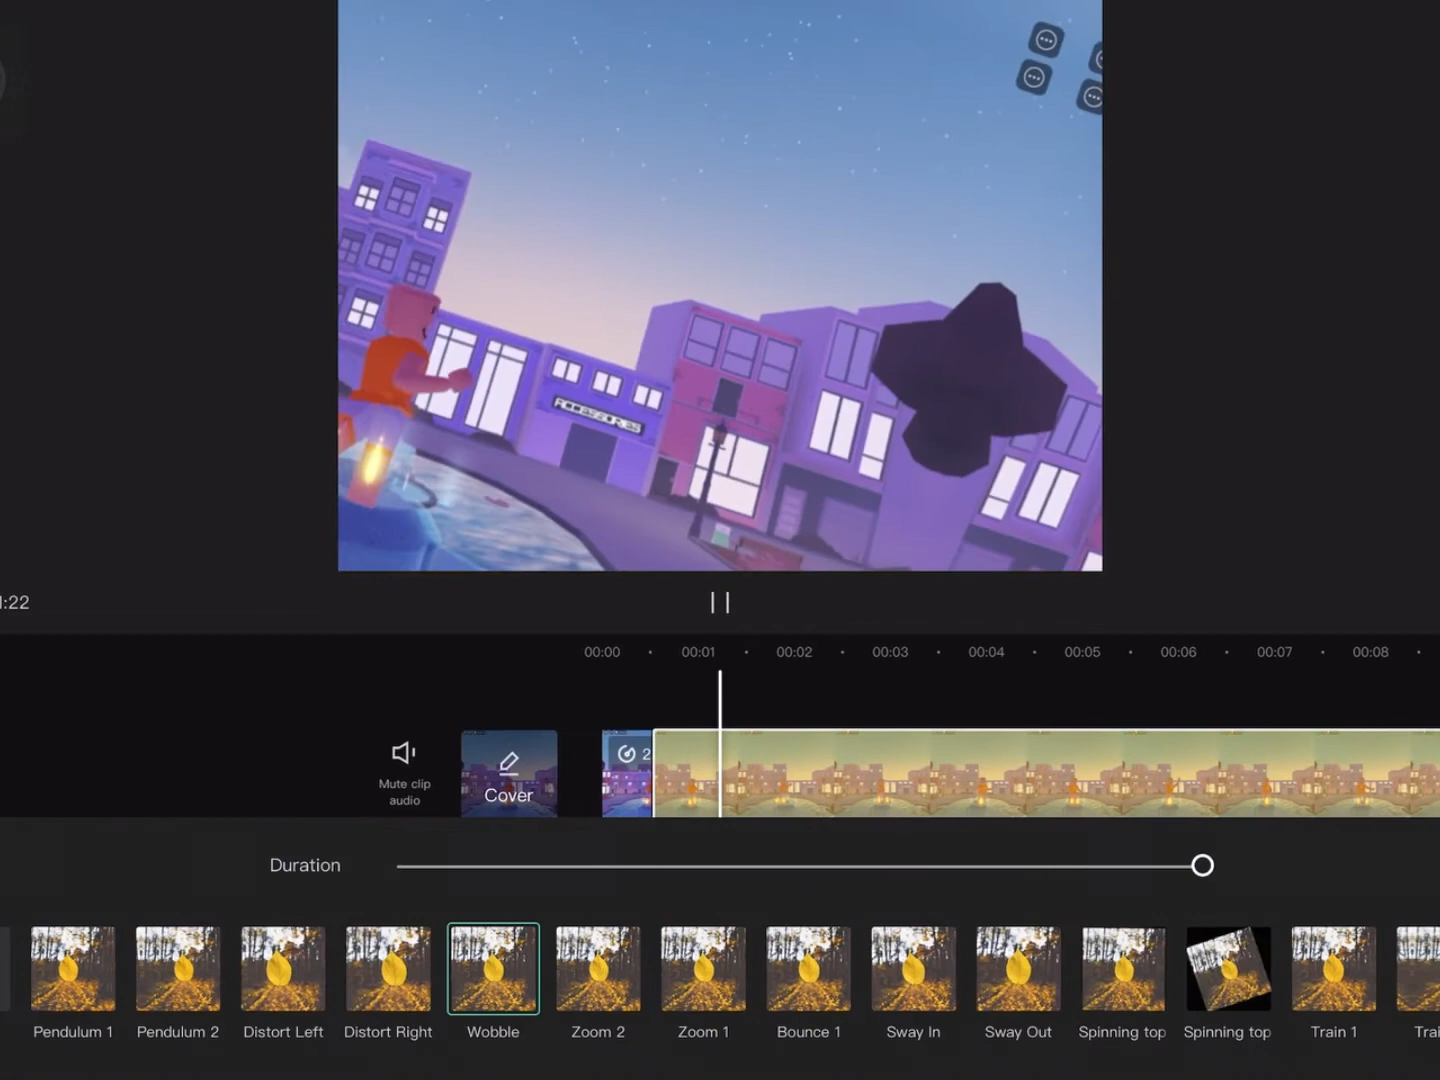 :22
00:00 00:01 00:02 00:03 00:04 00:05 00:06 00:07 00:08
2
Mute clip
audio
Cover
Duration
Pendulum 1 Pendulum 2 Distort Left Distort Right Wobble Zoom 2 Zoom 1 Bounce 1 Sway In Sway Out Spinning top Spinning top Train 1 Trai